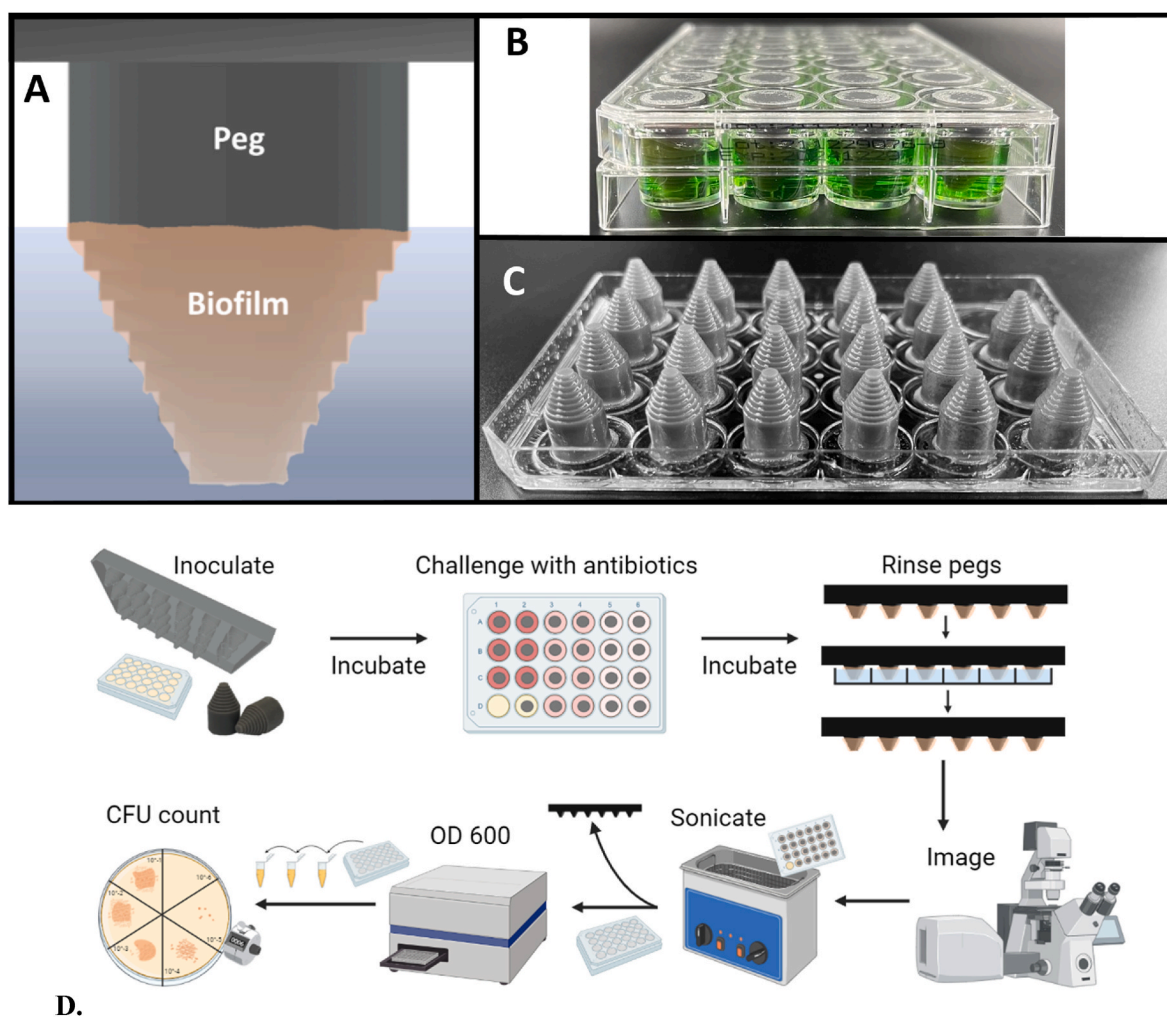 A
Peg
Biofilm
B
C
Inoculate
Incubate
Challenge with antibiotics
1 2 3 4 5 6
A
B
C
D
Incubate
Rinse pegs
Image
Sonicate
OD 600
CFU count
10^-1
10^-6
10^-2
10^-5
10^-3
10^-4
D.